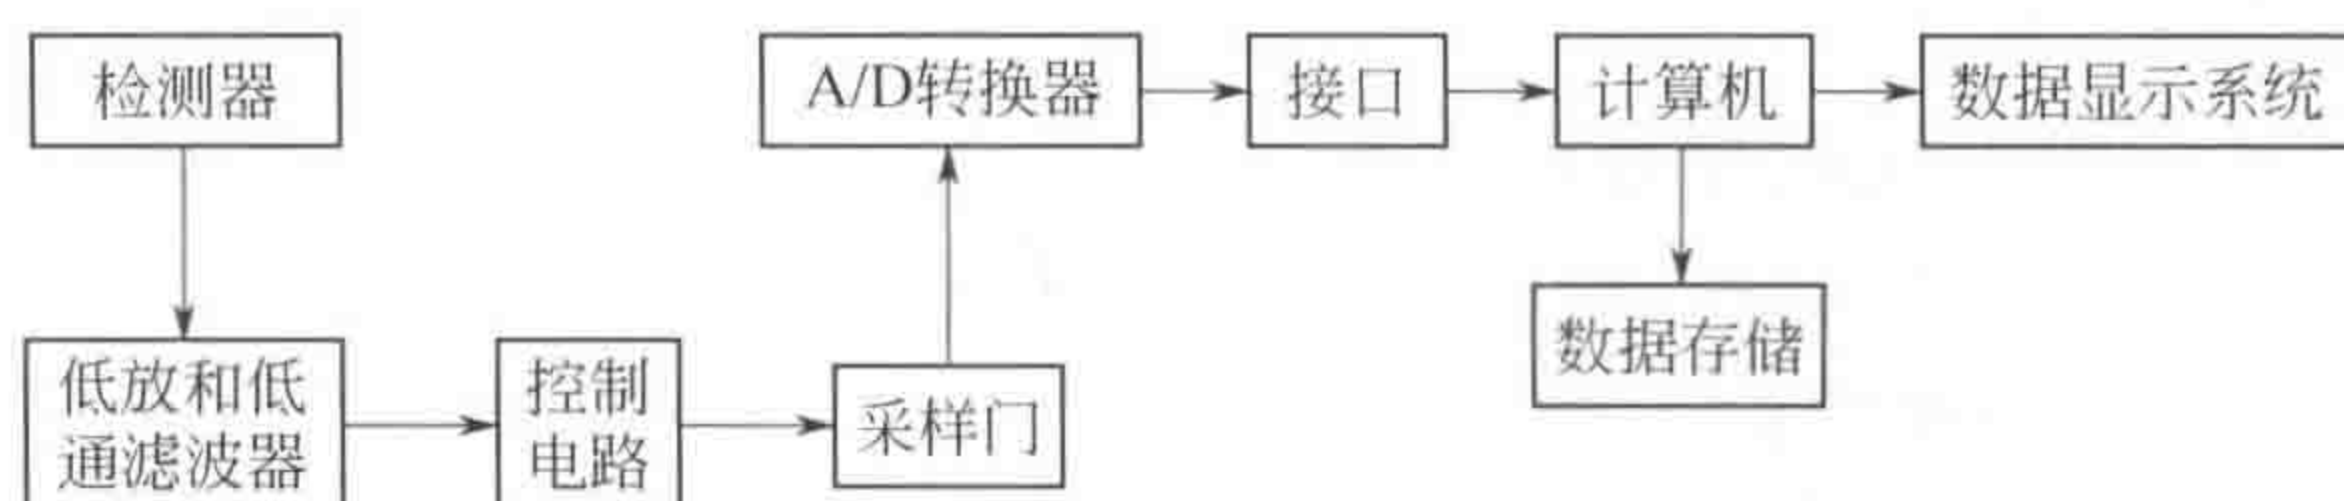 检测器
A/D转换器
接口
计算机
数据显示系统
数据存储
低放和低
通滤波器
控制
电路
采样门